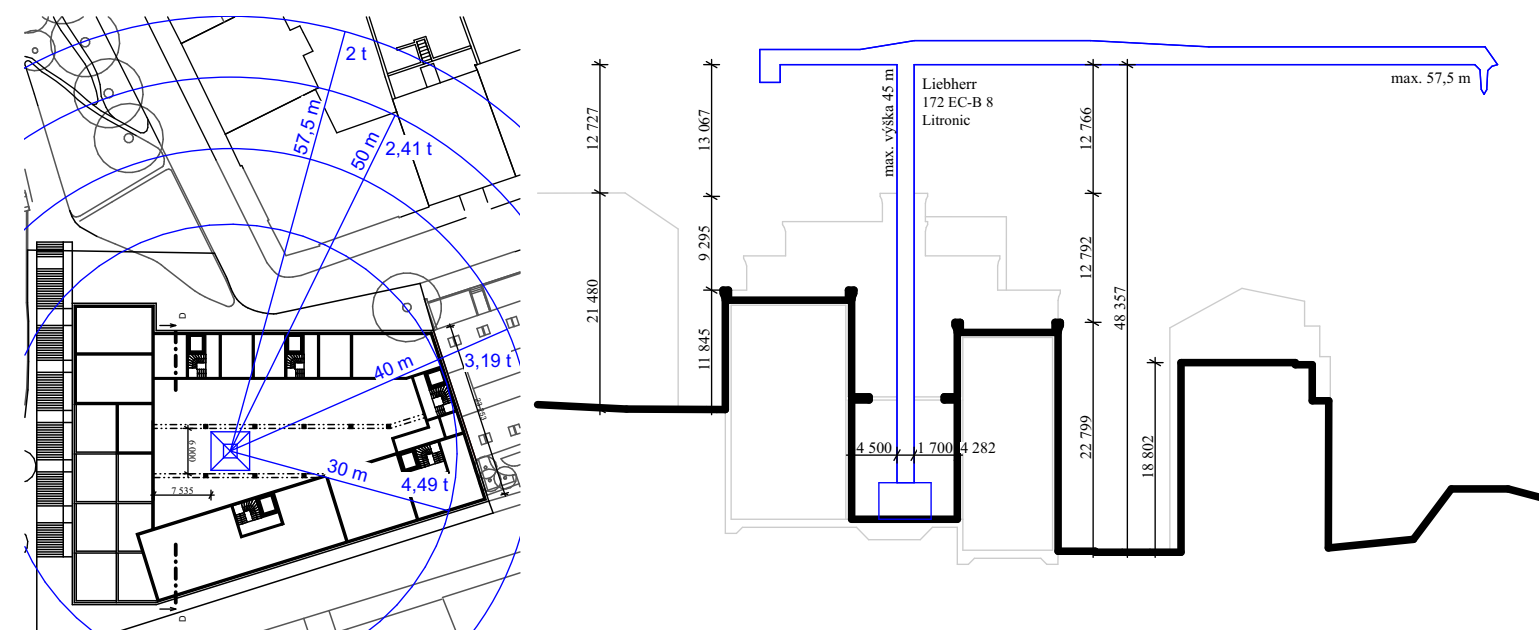 2 t
57,5 m
50 m
2,41 t
40 m
3,19 t
30 m
4,49 t
6 000
7 535
D
D
12 727
21 480
13 067
9 295
11 845
max. výška 45 m
Liebherr
172 EC-B 8
Litronic
max. 57,5 m
12 766
12 792
22 799
48 357
18 802
4 500
1 700
4 282